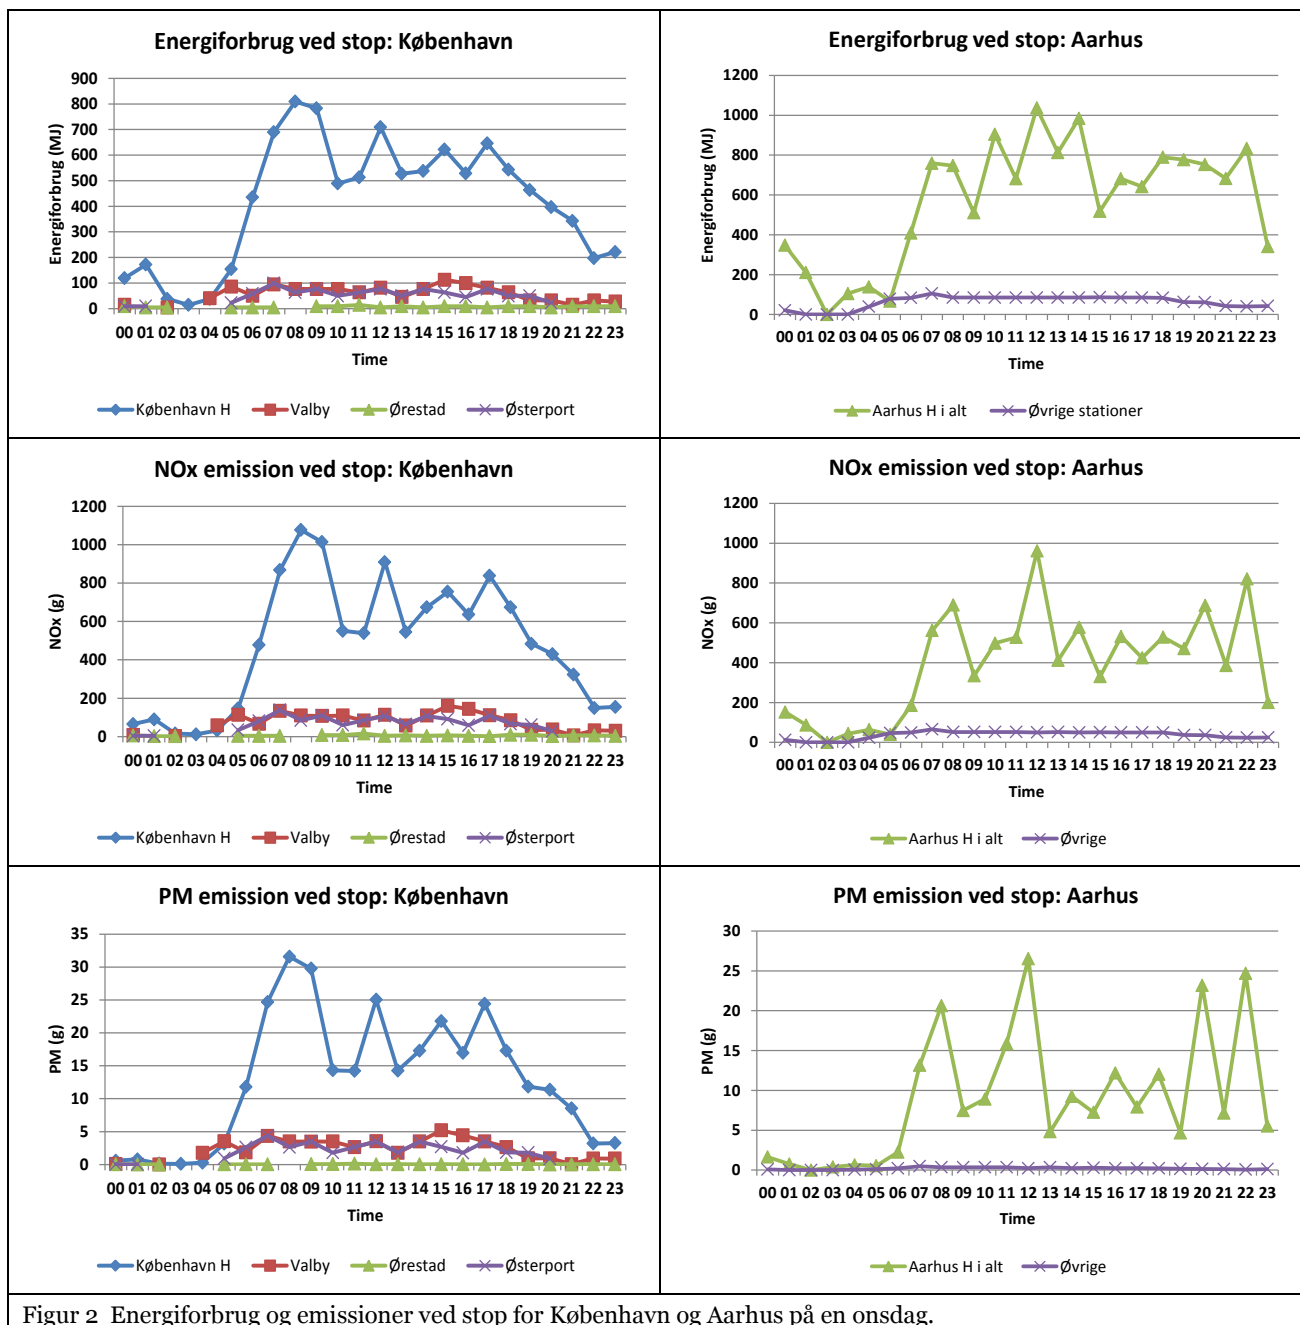 Energiforbrug ved stop: København
Energiforbrug (MJ)
900
800
700
600
500
400
300
200
100
0
00 01 02 03 04 05 06 07 08 09 10 11 12 13 14 15 16 17 18 19 20 21 22 23
Time
København H Valby Ørestad Østerport
Energiforbrug ved stop: Aarhus
Energiforbrug (MJ)
1200
1000
800
600
400
200
0
00 01 02 03 04 05 06 07 08 09 10 11 12 13 14 15 16 17 18 19 20 21 22 23
Time
Aarhus H i alt Øvrige stationer
NOx emission ved stop: København
NOx (g)
1200
1000
800
600
400
200
0
00 01 02 03 04 05 06 07 08 09 10 11 12 13 14 15 16 17 18 19 20 21 22 23
Time
København H Valby Ørestad Østerport
NOx emission ved stop: Aarhus
NOx (g)
1200
1000
800
600
400
200
0
00 01 02 03 04 05 06 07 08 09 10 11 12 13 14 15 16 17 18 19 20 21 22 23
Time
Aarhus H i alt Øvrige
PM emission ved stop: København
PM (g)
35
30
25
20
15
10
5
0
00 01 02 03 04 05 06 07 08 09 10 11 12 13 14 15 16 17 18 19 20 21 22 23
Time
København H Valby Ørestad Østerport
PM emission ved stop: Aarhus
PM (g)
30
25
20
15
10
5
0
00 01 02 03 04 05 06 07 08 09 10 11 12 13 14 15 16 17 18 19 20 21 22 23
Time
Aarhus H i alt Øvrige
Figur 2 Energiforbrug og emissioner ved stop for København og Aarhus på en onsdag.